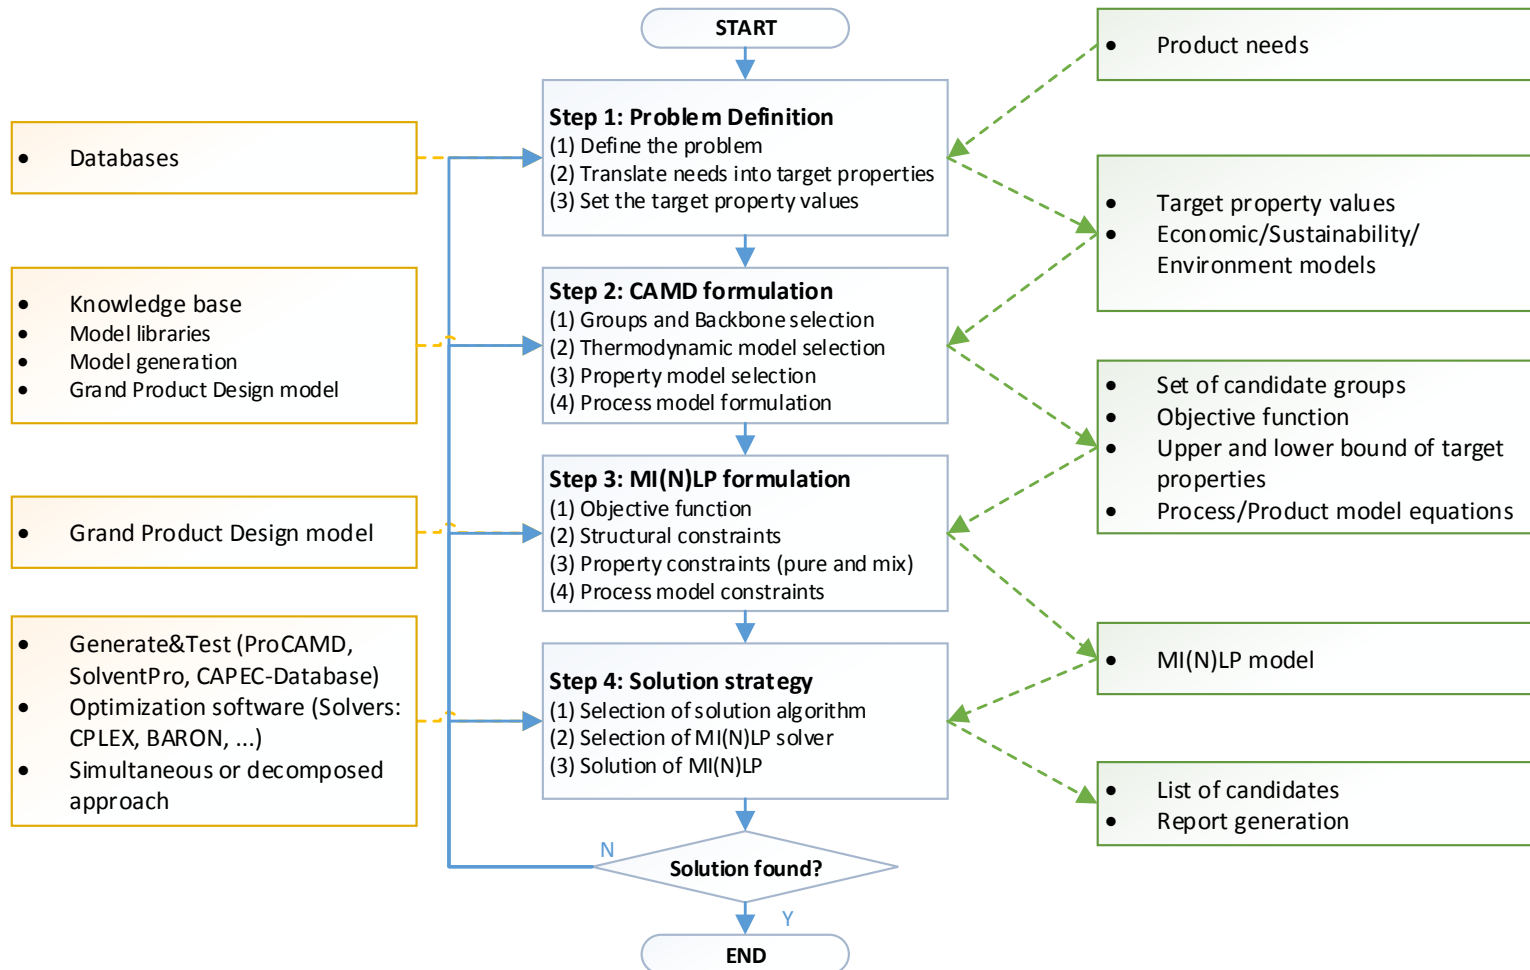 START
Step 1: Problem Definition
(1) Define the problem
(2) Translate needs into target properties
(3) Set the target property values
Step 2: CAMD formulation
(1) Groups and Backbone selection
(2) Thermodynamic model selection
(3) Property model selection
(4) Process model formulation
Step 3: MI(N)LP formulation
(1) Objective function
(2) Structural constraints
(3) Property constraints (pure and mix)
(4) Process model constraints
Step 4: Solution strategy
(1) Selection of solution algorithm
(2) Selection of MI(N)LP solver
(3) Solution of MI(N)LP
Solution found?
N
Y
END
• Databases
• Knowledge base
• Model libraries
• Model generation
• Grand Product Design model
• Grand Product Design model
• Generate&Test (ProCAMD,
SolventPro, CAPEC-Database)
• Optimization software (Solvers:
CPLEX, BARON, ...)
• Simultaneous or decomposed
approach
• Product needs
• Target property values
• Economic/Sustainability/
Environment models
• Set of candidate groups
• Objective function
• Upper and lower bound of target
properties
• Process/Product model equations
• MI(N)LP model
• List of candidates
• Report generation